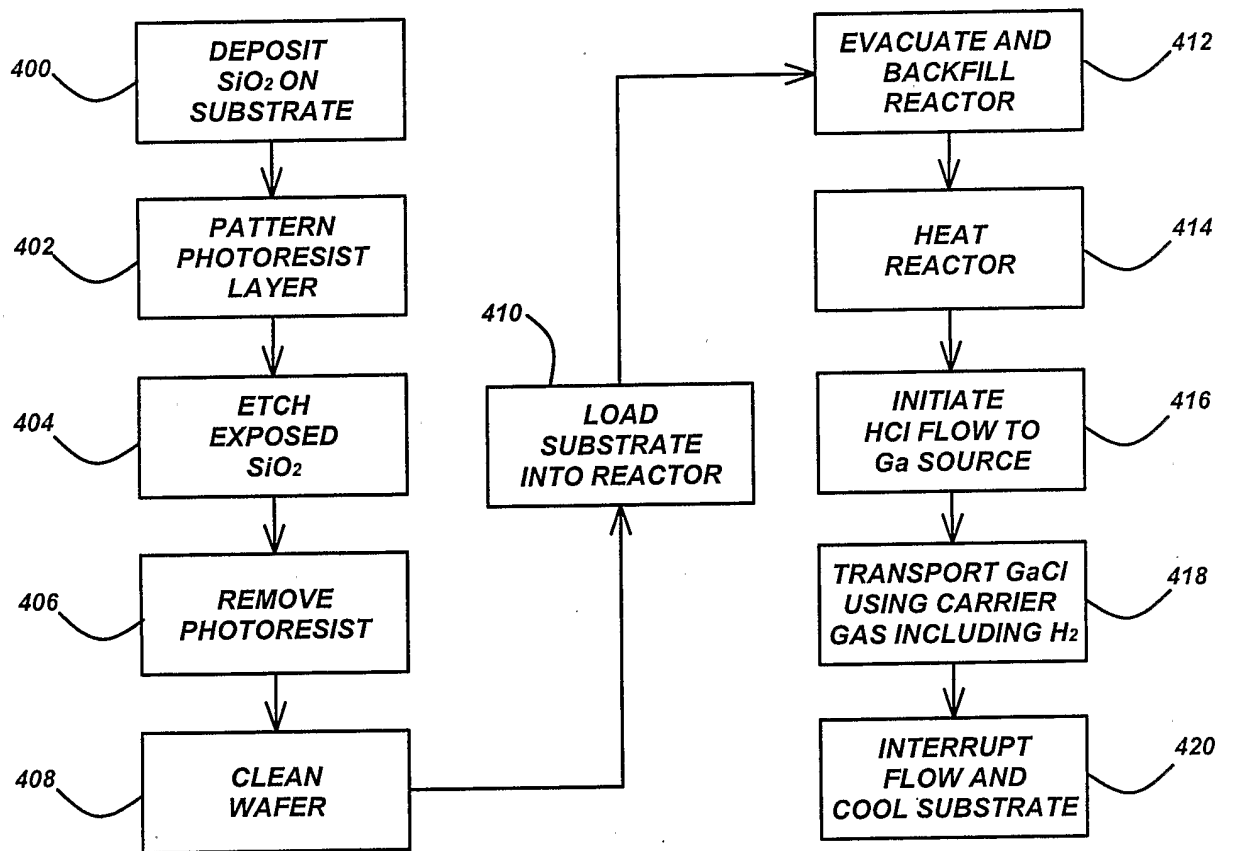 400
DEPOSIT
SiO₂ ON
SUBSTRATE
402
PATTERN
PHOTORESIST
LAYER
404
ETCH
EXPOSED
SiO₂
406
REMOVE
PHOTORESIST
408
CLEAN
WAFER
410
LOAD
SUBSTRATE
INTO REACTOR
412
EVACUATE AND
BACKFILL
REACTOR
414
HEAT
REACTOR
416
INITIATE
HCl FLOW TO
Ga SOURCE
418
TRANSPORT GaCl
USING CARRIER
GAS INCLUDING H₂
420
INTERRUPT
FLOW AND
COOL SUBSTRATE